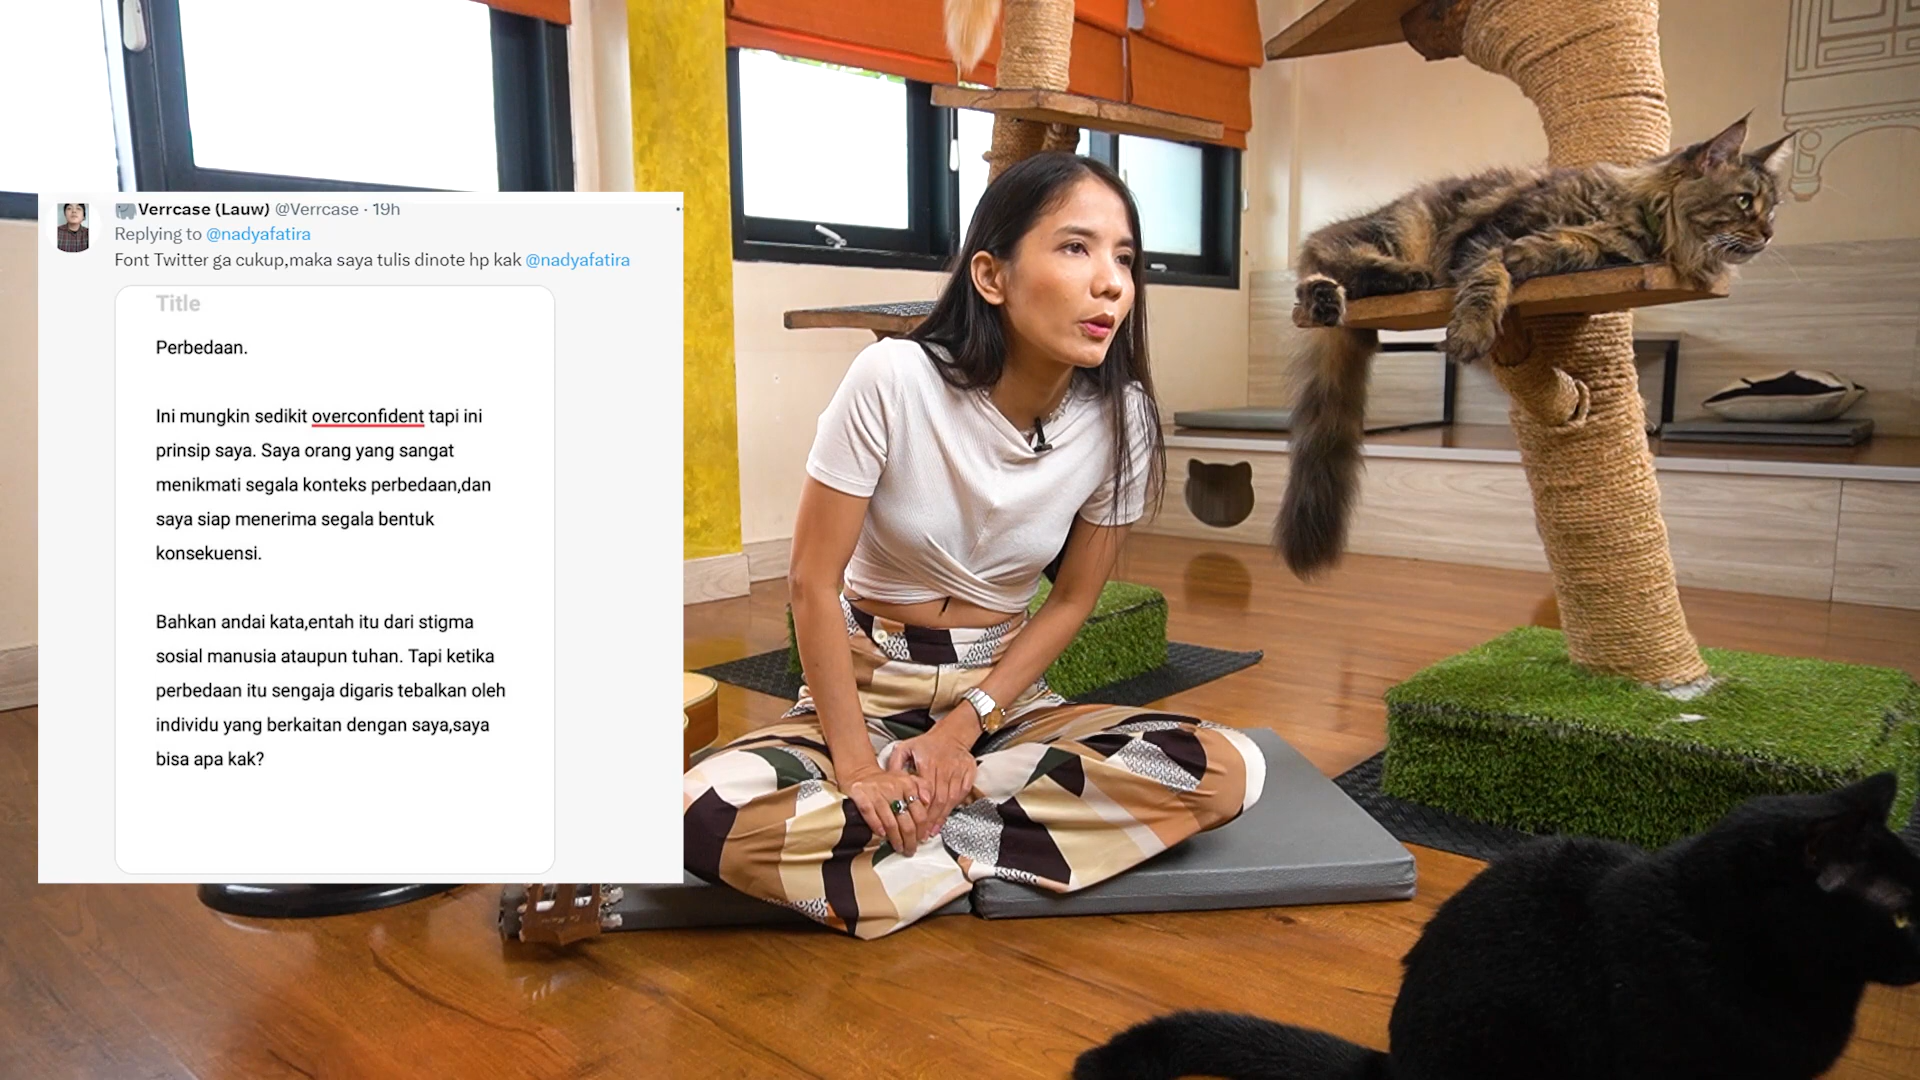 Verrcase (Lauw) @Verrcase · 19h
Replying to @nadyafatira
Font Twitter ga cukup,maka saya tulis dinote hp kak @nadyafatira
Title
Perbedaan.
Ini mungkin sedikit overconfident tapi ini
prinsip saya. Saya orang yang sangat
menikmati segala konteks perbedaan,dan
saya siap menerima segala bentuk
konsekuensi.
Bahkan andai kata,entah itu dari stigma
sosial manusia ataupun tuhan. Tapi ketika
perbedaan itu sengaja digaris tebalkan oleh
individu yang berkaitan dengan saya,saya
bisa apa kak?